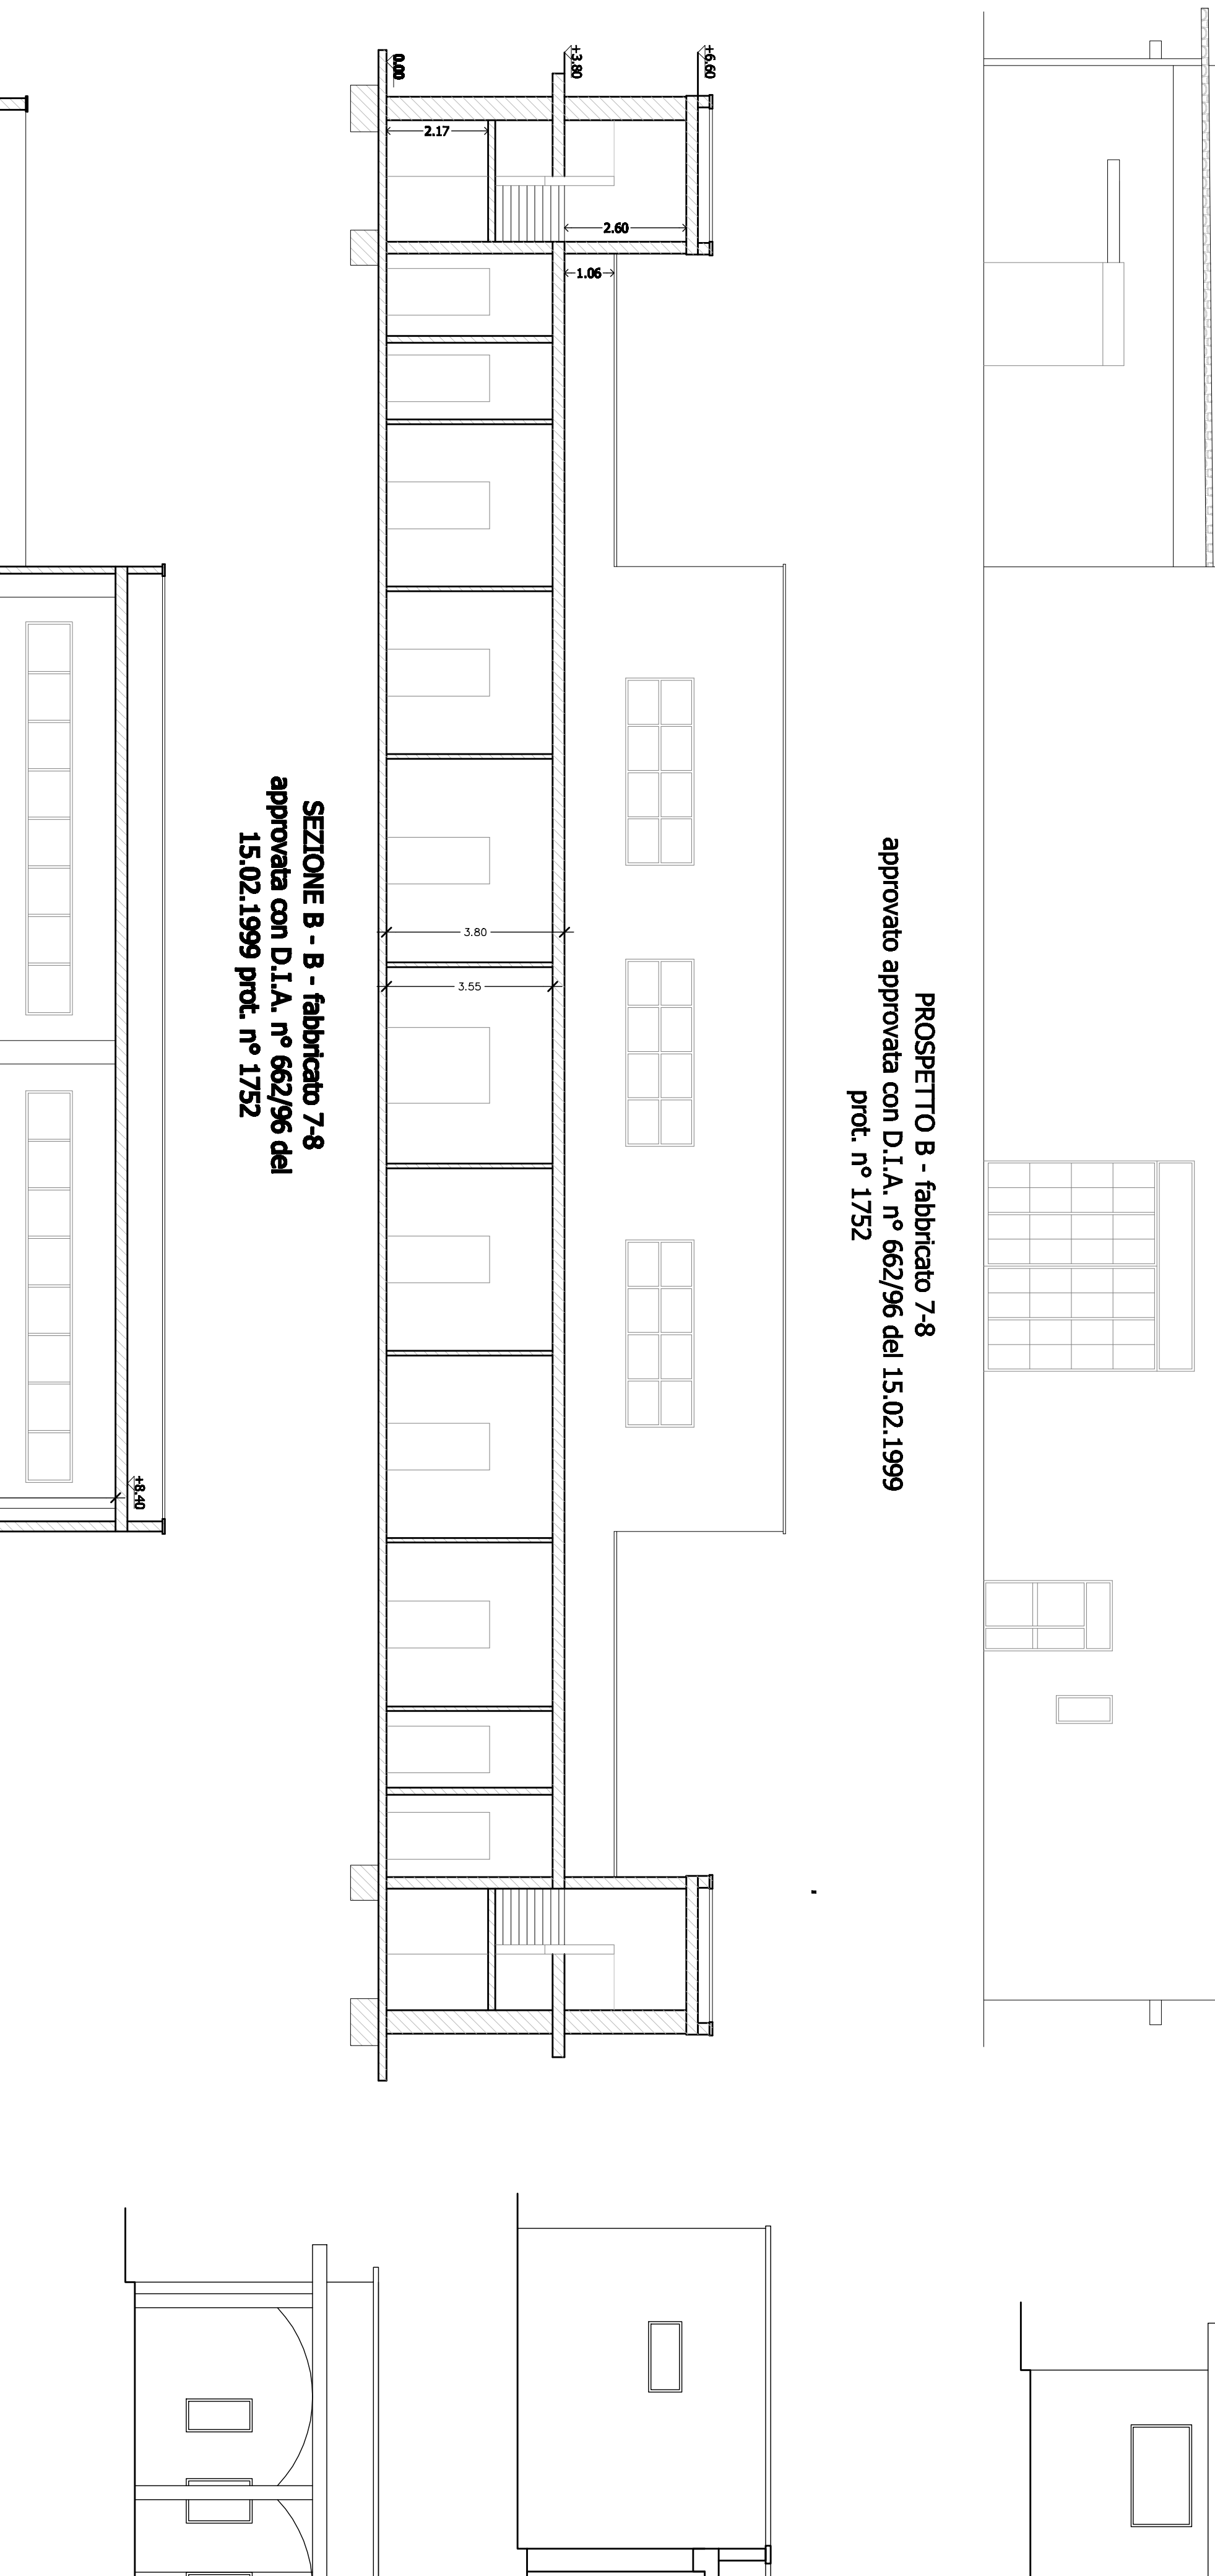 PROSPETTO B - fabbricato 7-8
approvato approvata con D.I.A. n° 662/96 del 15.02.1999
prot. n° 1752
+6.60
+3.80
0.00
2.17
2.60
1.06
3.80
3.55
SEZIONE B - B - fabbricato 7-8
approvata con D.I.A. n° 662/96 del
15.02.1999 prot. n° 1752
+8.40